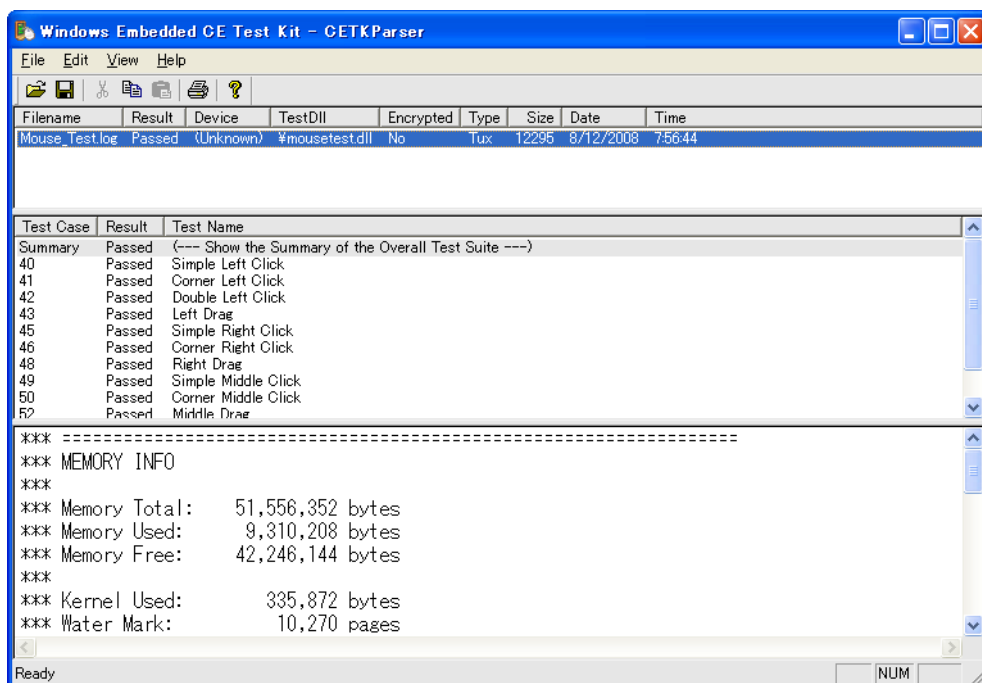 Windows Embedded CE Test Kit - CETKParser
File Edit View Help
Filename Result Device TestDll Encrypted Type Size Date Time
Mouse_Test.log Passed (Unknown) ¥mousetest.dll No Tux 12295 8/12/2008 7:56:44
Test Case Result Test Name
Summary Passed (--- Show the Summary of the Overall Test Suite ---)
40 Passed Simple Left Click
41 Passed Corner Left Click
42 Passed Double Left Click
43 Passed Left Drag
45 Passed Simple Right Click
46 Passed Corner Right Click
48 Passed Right Drag
49 Passed Simple Middle Click
50 Passed Corner Middle Click
52 Passed Middle Drag
*** ==================================================================
*** MEMORY INFO
***
*** Memory Total: 51,556,352 bytes
*** Memory Used: 9,310,208 bytes
*** Memory Free: 42,246,144 bytes
***
*** Kernel Used: 335,872 bytes
*** Water Mark: 10,270 pages
Ready NUM